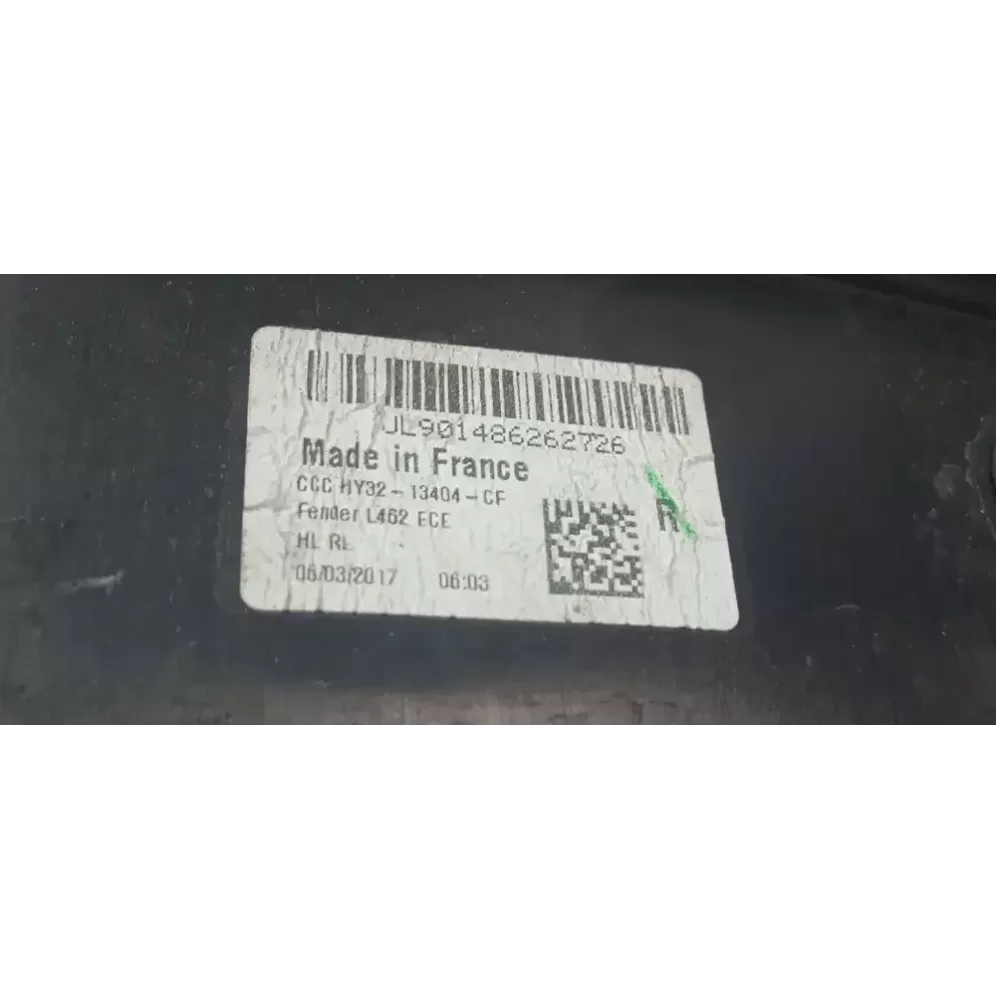 JL901486262726
Made in France
CCC HY32-13404-CF
Fender L462 ECE
HL RL
R
06/03/2017 06:03